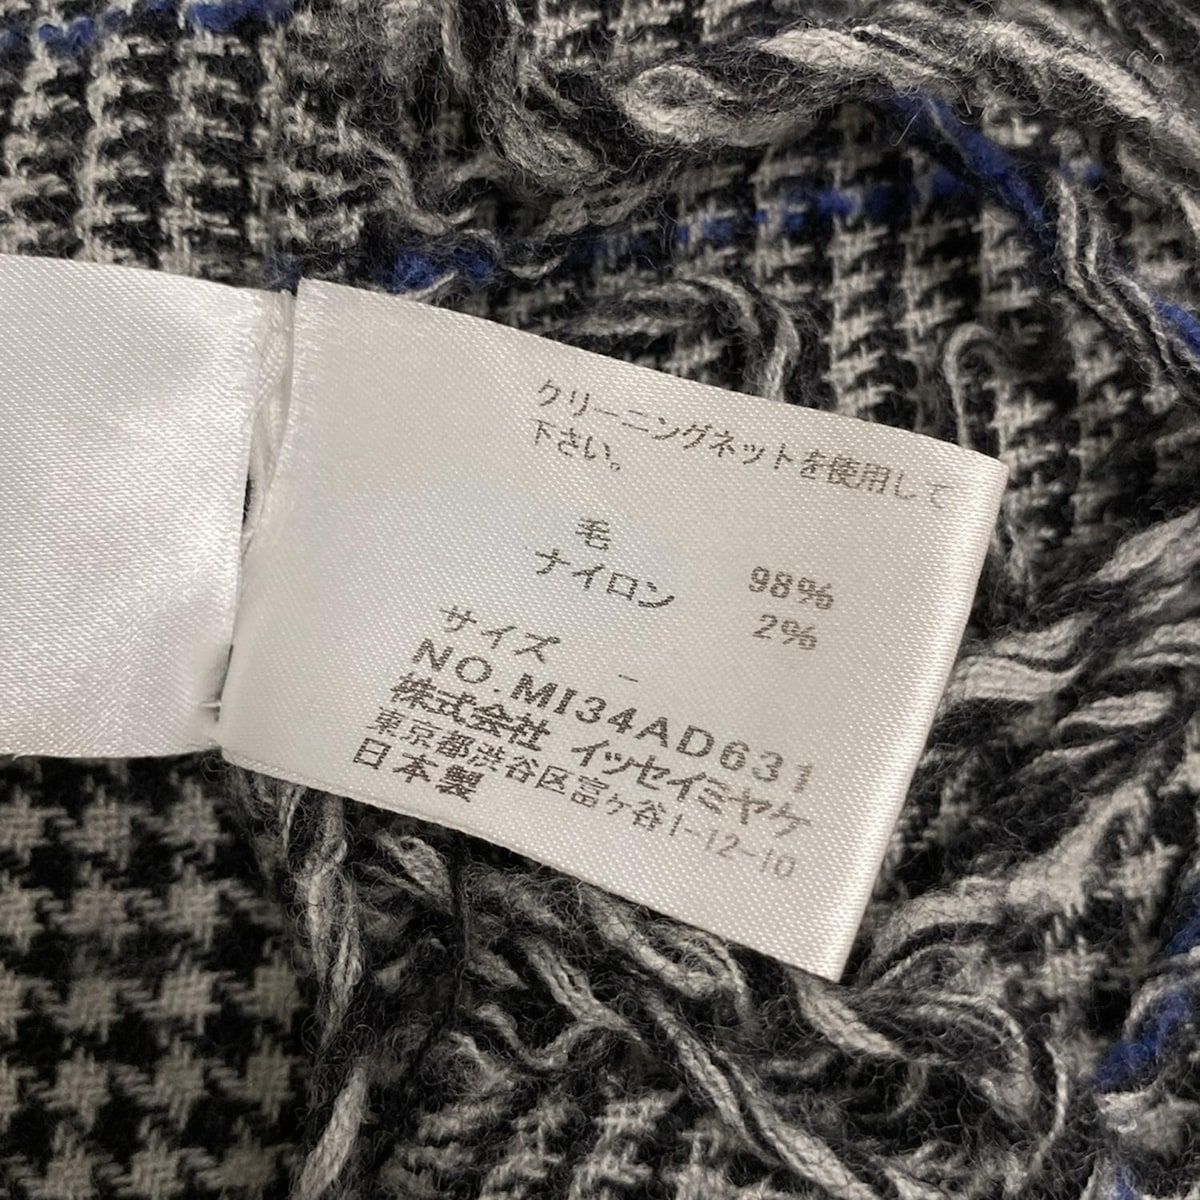 クリーニングネットを使用して
下さい。
毛 98%
ナイロン 2%
サイズ –
NO.MI34AD631
株式会社 イッセイミヤケ
東京都渋谷区富ヶ谷1-12-10
日本製